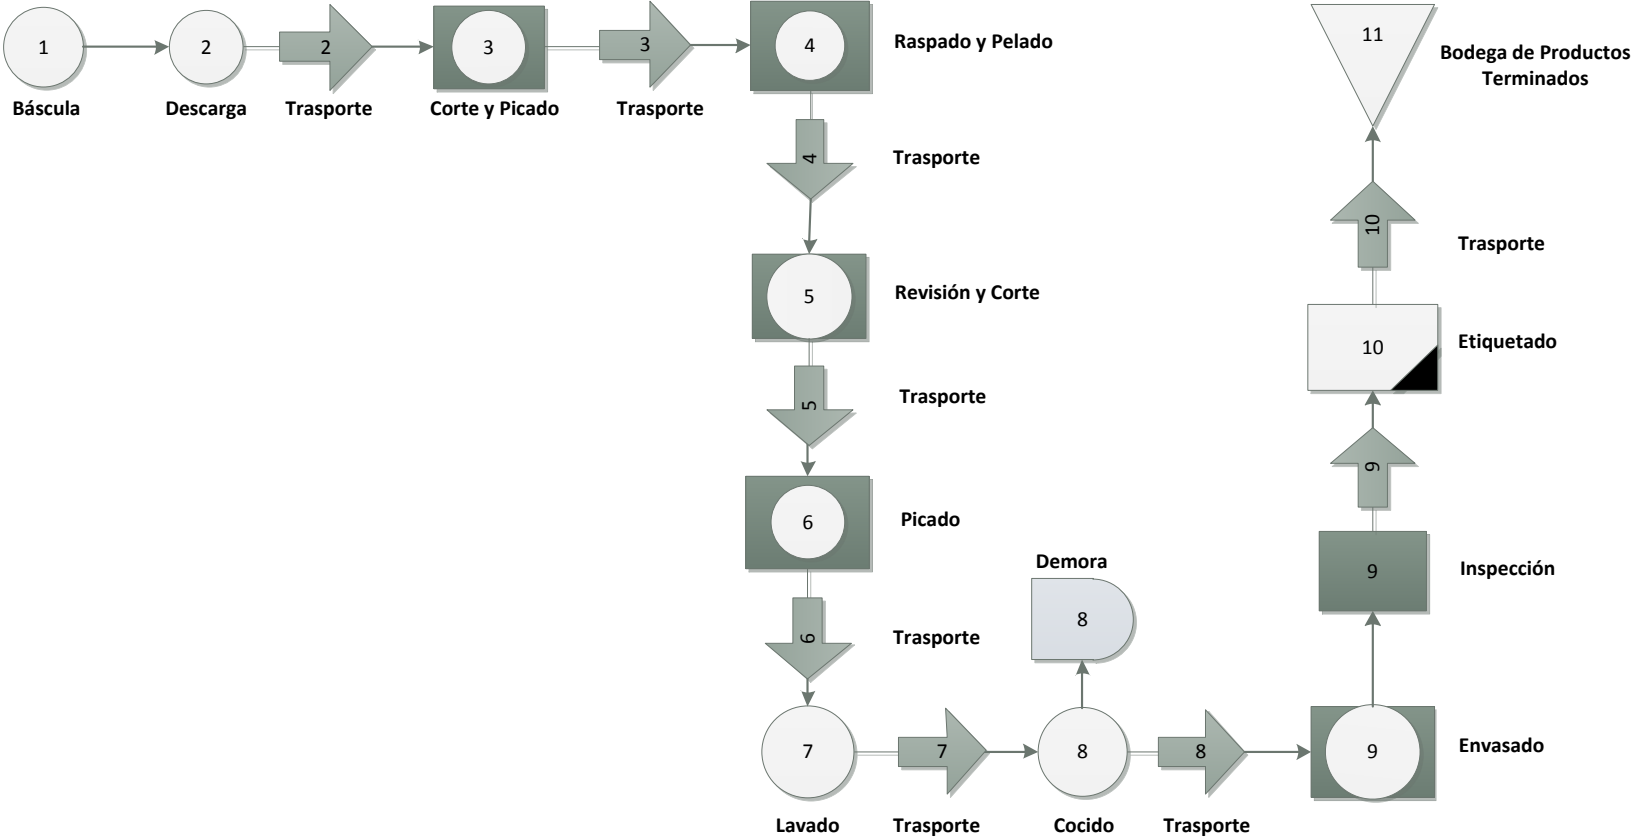 1
2
2
3
3
4
Raspado y Pelado
Báscula
Descarga
Trasporte
Corte y Picado
Trasporte
4
Trasporte
5
Revisión y Corte
5
Trasporte
6
Picado
6
Trasporte
7
Lavado
7
Trasporte
8
Cocido
Demora
8
8
Trasporte
9
Envasado
9
Inspección
9
10
Etiquetado
10
Trasporte
11
Bodega de Productos
Terminados